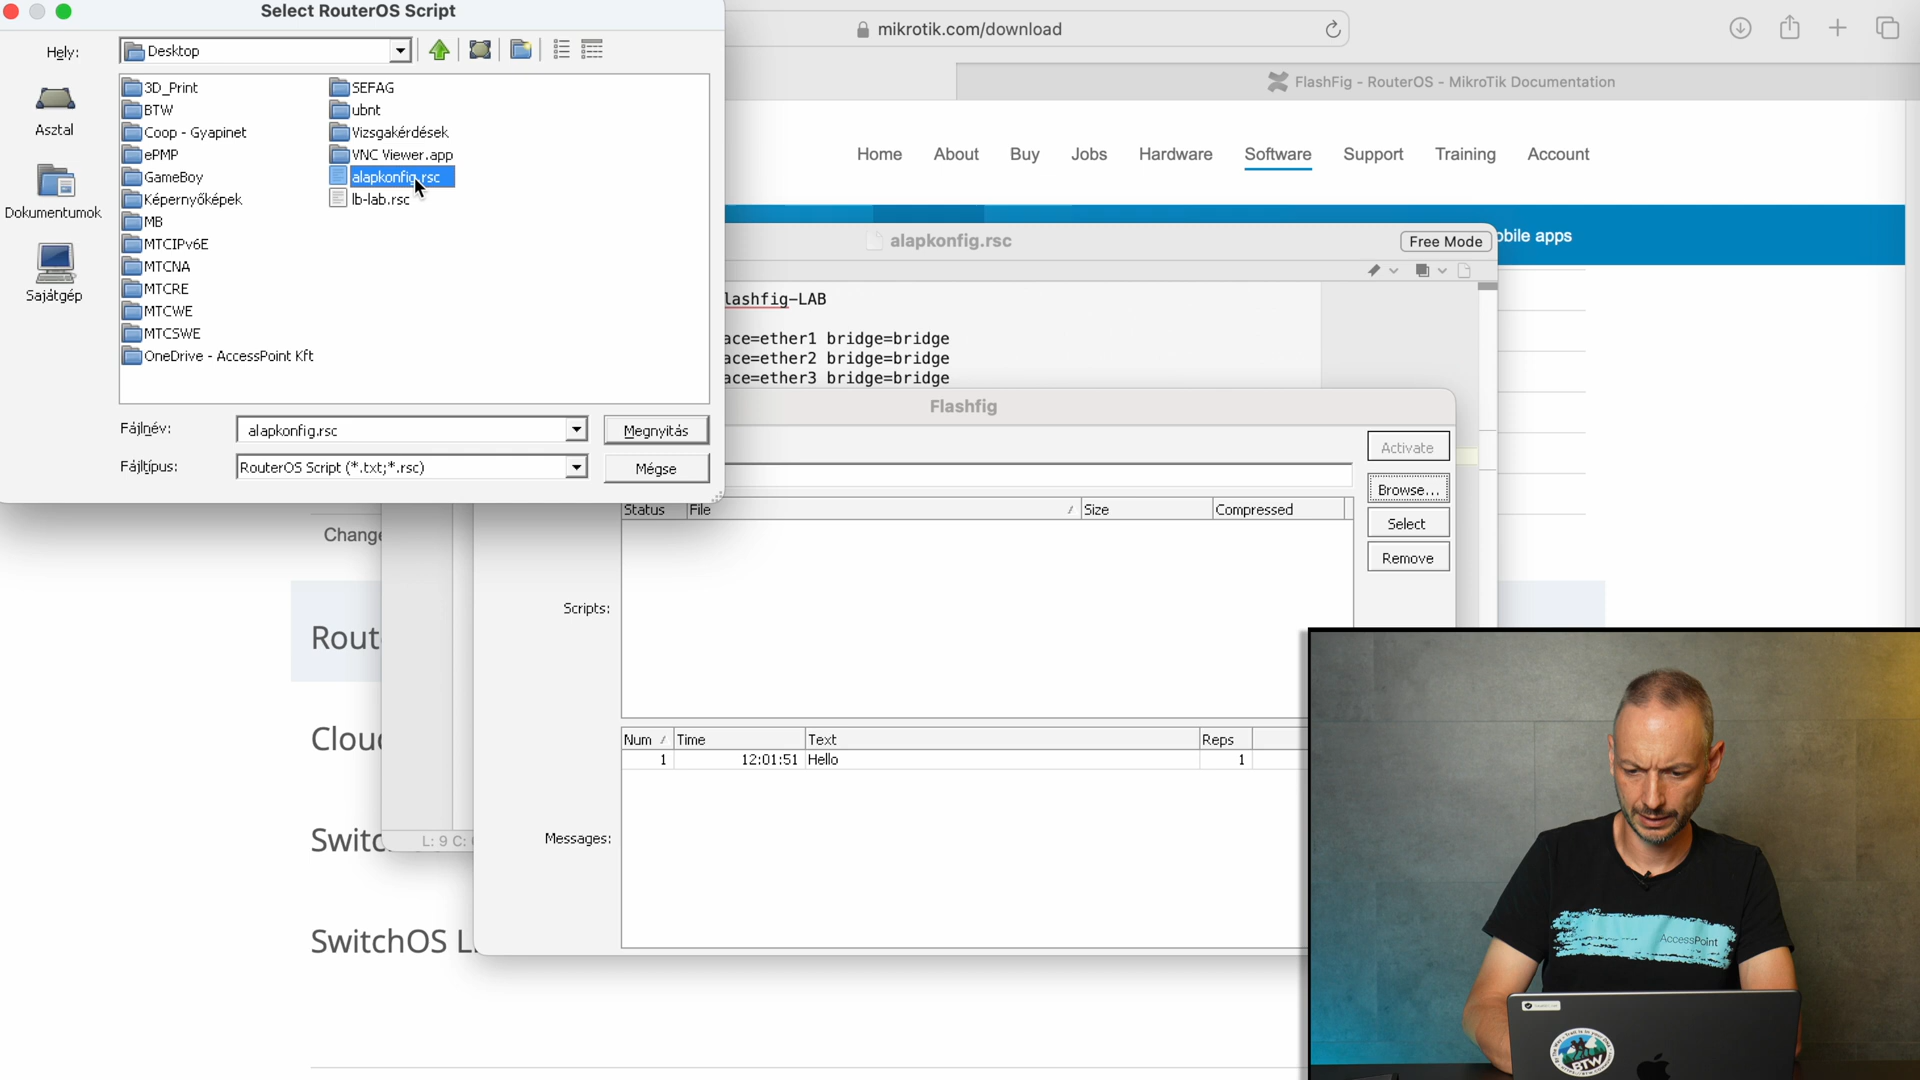 Select RouterOS Script
Hely:
Desktop
Asztal
Dokumentumok
Sajátgép
3D_Print
BTW
Coop - Gyapinet
ePMP
GameBoy
Képernyőképek
MB
MTCIPv6E
MTCNA
MTCRE
MTCWE
MTCSWE
OneDrive - AccessPoint Kft
SEFAG
ubnt
Vizsgakérdések
VNC Viewer.app
alapkonfig.rsc
lb-lab.rsc
Fájlnév:
alapkonfig.rsc
Megnyitás
Fájltípus:
RouterOS Script (*.txt;*.rsc)
Mégse
mikrotik.com/download
FlashFig - RouterOS - MikroTik Documentation
Home About Buy Jobs Hardware Software Support Training Account
obile apps
alapkonfig.rsc
Free Mode
lashfig-LAB
ace=ether1 bridge=bridge
ace=ether2 bridge=bridge
ace=ether3 bridge=bridge
Flashfig
Activate
Browse...
Select
Remove
Status File Size Compressed
Scripts:
Num Time Text Reps
1 12:01:51 Hello 1
Messages:
Change
Route
Cloud
Switc
SwitchOS L
L: 9 C:
AccessPoint
BTW